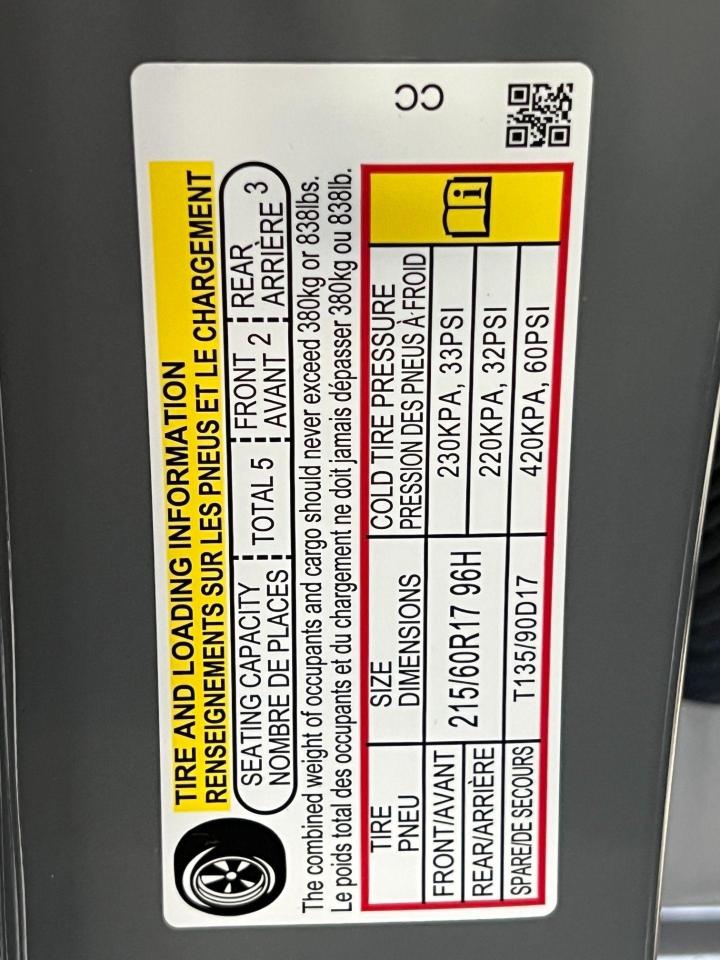 TIRE AND LOADING INFORMATION
RENSEIGNEMENTS SUR LES PNEUS ET LE CHARGEMENT
SEATING CAPACITY TOTAL 5 FRONT REAR
NOMBRE DE PLACES AVANT 2 ARRIÈRE 3
The combined weight of occupants and cargo should never exceed 380kg or 838lbs.
Le poids total des occupants et du chargement ne doit jamais dépasser 380kg ou 838lb.
TIRE SIZE COLD TIRE PRESSURE
PNEU DIMENSIONS PRESSION DES PNEUS À FROID
FRONT/AVANT 215/60R17 96H 230KPA, 33PSI
REAR/ARRIÈRE 220KPA, 32PSI
SPARE/DE SECOURS T135/90D17 420KPA, 60PSI
CC